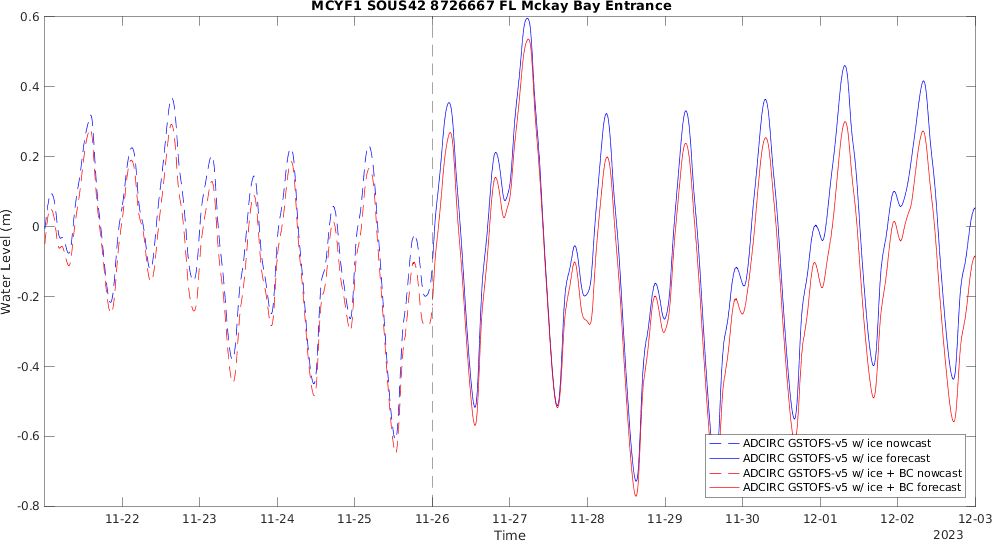 MCYF1 SOUS42 8726667 FL Mckay Bay Entrance
Water Level (m)
0.6
0.4
0.2
0
-0.2
-0.4
-0.6
-0.8
11-22 11-23 11-24 11-25 11-26 11-27 11-28 11-29 11-30 12-01 12-02 12-03
Time
2023
ADCIRC GSTOFS-v5 w/ ice nowcast
ADCIRC GSTOFS-v5 w/ ice forecast
ADCIRC GSTOFS-v5 w/ ice + BC nowcast
ADCIRC GSTOFS-v5 w/ ice + BC forecast